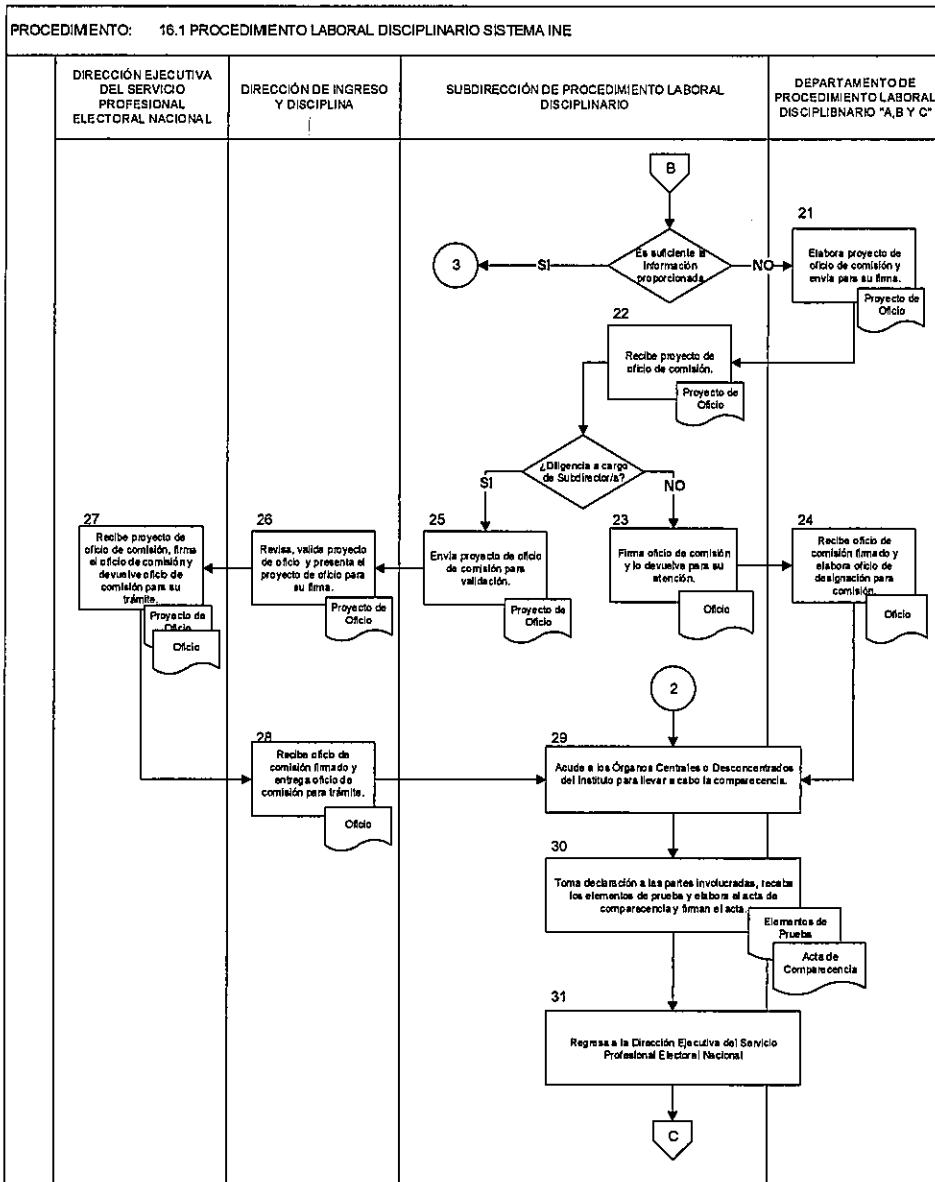 PROCEDIMIENTO: 16.1 PROCEDIMIENTO LABORAL DISCIPLINARIO SISTEMA INE
DIRECCIÓN EJECUTIVA
DEL SERVICIO
PROFESIONAL
ELECTORAL NACIONAL
DIRECCIÓN DE INGRESO
Y DISCIPLINA
SUBDIRECCIÓN DE PROCEDIMIENTO LABORAL
DISCIPLINARIO
DEPARTAMENTO DE
PROCEDIMIENTO LABORAL
DISCIPLIBNARIO "A,B Y C"
B
Es suficiente la
información
proporcionada
SI
3
NO
21
Elabora proyecto de
oficio de comisión y
envía para su firma.
Proyecto de
Oficio
22
Recibe proyecto de
oficio de comisión.
Proyecto de
Oficio
¿Diligencia a cargo
de Subdirector/a?
SI
NO
27
Recibe proyecto de
oficio de comisión, firma
el oficio de comisión y
devuelve oficio de
comisión para su
trámite.
Proyecto de
Oficio
Oficio
26
Revisa, valida proyecto
de oficio y presenta el
proyecto de oficio para
su firma.
Proyecto de
Oficio
25
Envía proyecto de oficio
de comisión para
validación.
Proyecto de
Oficio
23
Firma oficio de comisión
y lo devuelve para su
atención.
Oficio
24
Recibe oficio de
comisión firmado y
elabora oficio de
designación para
comisión.
Oficio
2
28
Recibe oficio de
comisión firmado y
entrega oficio de
comisión para trámite.
Oficio
29
Acude a los Órganos Centrales o Desconcentrados
del Instituto para llevar a cabo la comparecencia.
30
Toma declaración a las partes involucradas, recaba
los elementos de prueba y elabora el acta de
comparecencia y firman el acta.
Elementos de
Prueba
Acta de
Comparecencia
31
Regresa a la Dirección Ejecutiva del Servicio
Profesional Electoral Nacional
C